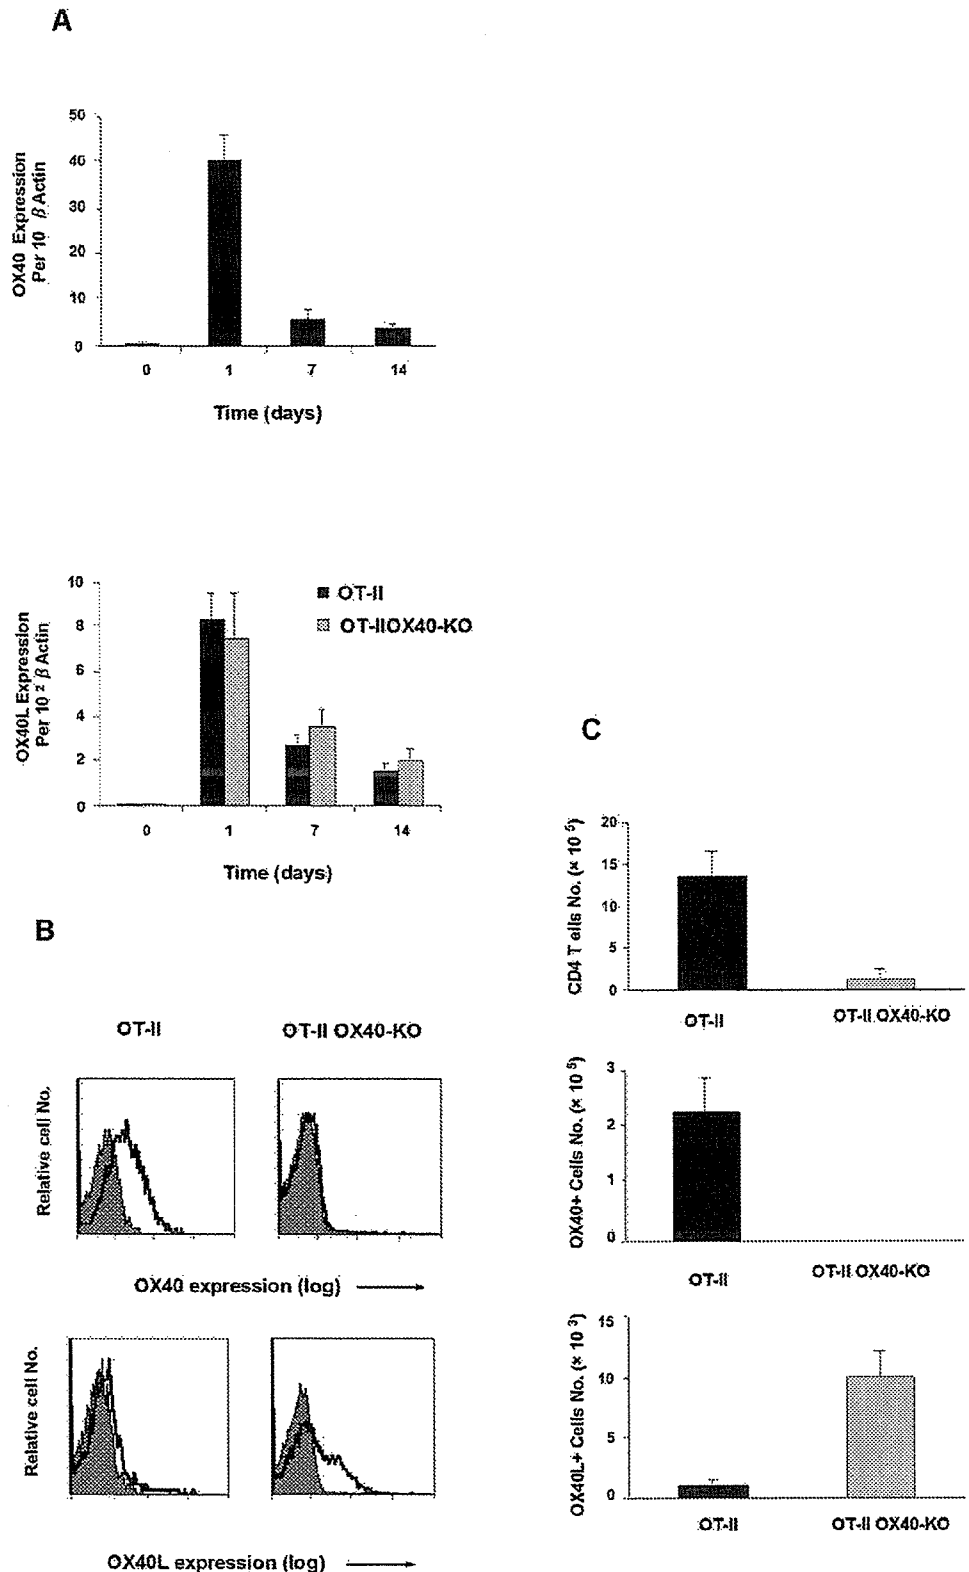 A
50
40
30
20
10
0
OX40 Expression
Per 10 β Actin
0 1 7 14
Time (days)
10
8
6
4
2
0
OX40L Expression
Per 10 ² β Actin
OT-II
OT-IIOX40-KO
0 1 7 14
Time (days)
B
OT-II OT-II OX40-KO
Relative cell No.
OX40 expression (log)
Relative cell No.
OX40L expression (log)
C
20
15
10
5
0
CD4 T ells No. (× 10 ⁵)
OT-II OT-II OX40-KO
3
2
1
0
OX40+ Cells No. (× 10 ⁵)
OT-II OT-II OX40-KO
15
10
5
0
OX40L+ Cells No. (× 10 ³)
OT-II OT-II OX40-KO